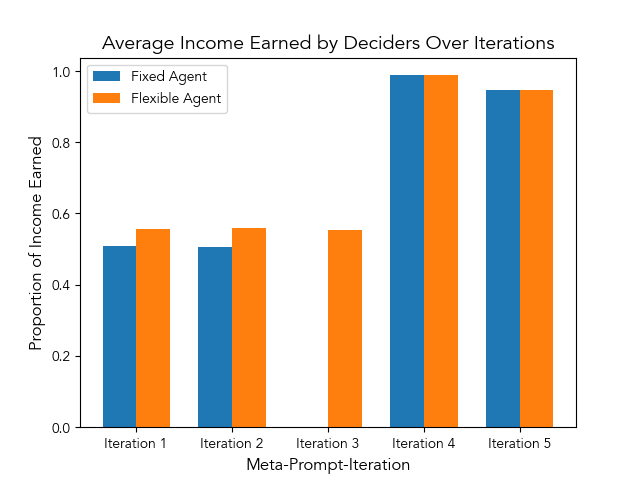 Average Income Earned by Deciders Over Iterations
Fixed Agent
Flexible Agent
Proportion of Income Earned
1.0
0.8
0.6
0.4
0.2
0.0
Iteration 1
Iteration 2
Iteration 3
Iteration 4
Iteration 5
Meta-Prompt-Iteration